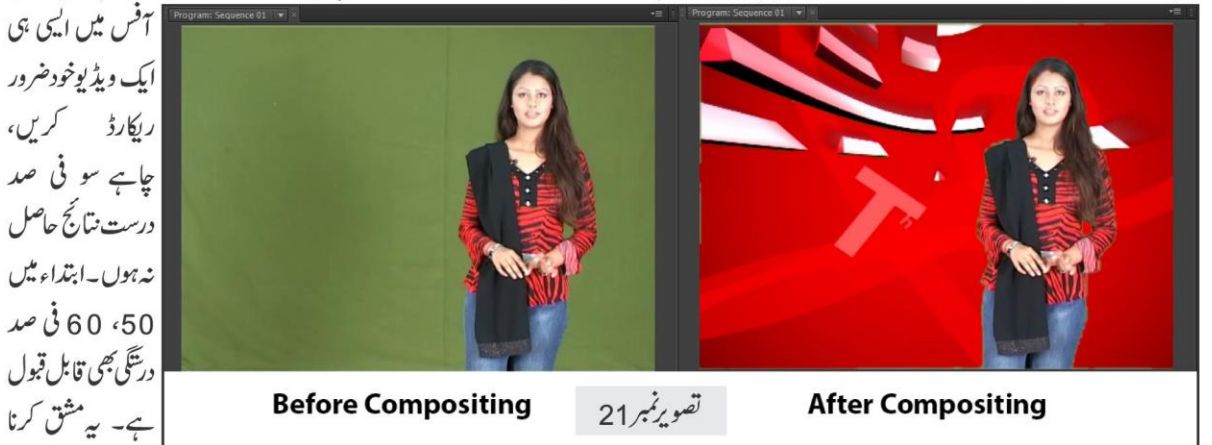 آفس میں ایسی ہی
ایک ویڈیو خود ضرور
ریکارڈ کریں،
چاہے سو فی صد
درست نتائج حاصل
نہ ہوں۔ ابتداء میں
50، 60 فی صد
درستگی بھی قابل قبول
ہے۔ یہ مشق کرنا
Program: Sequence 01
Program: Sequence 01
T
Before Compositing
تصویر نمبر 21
After Compositing